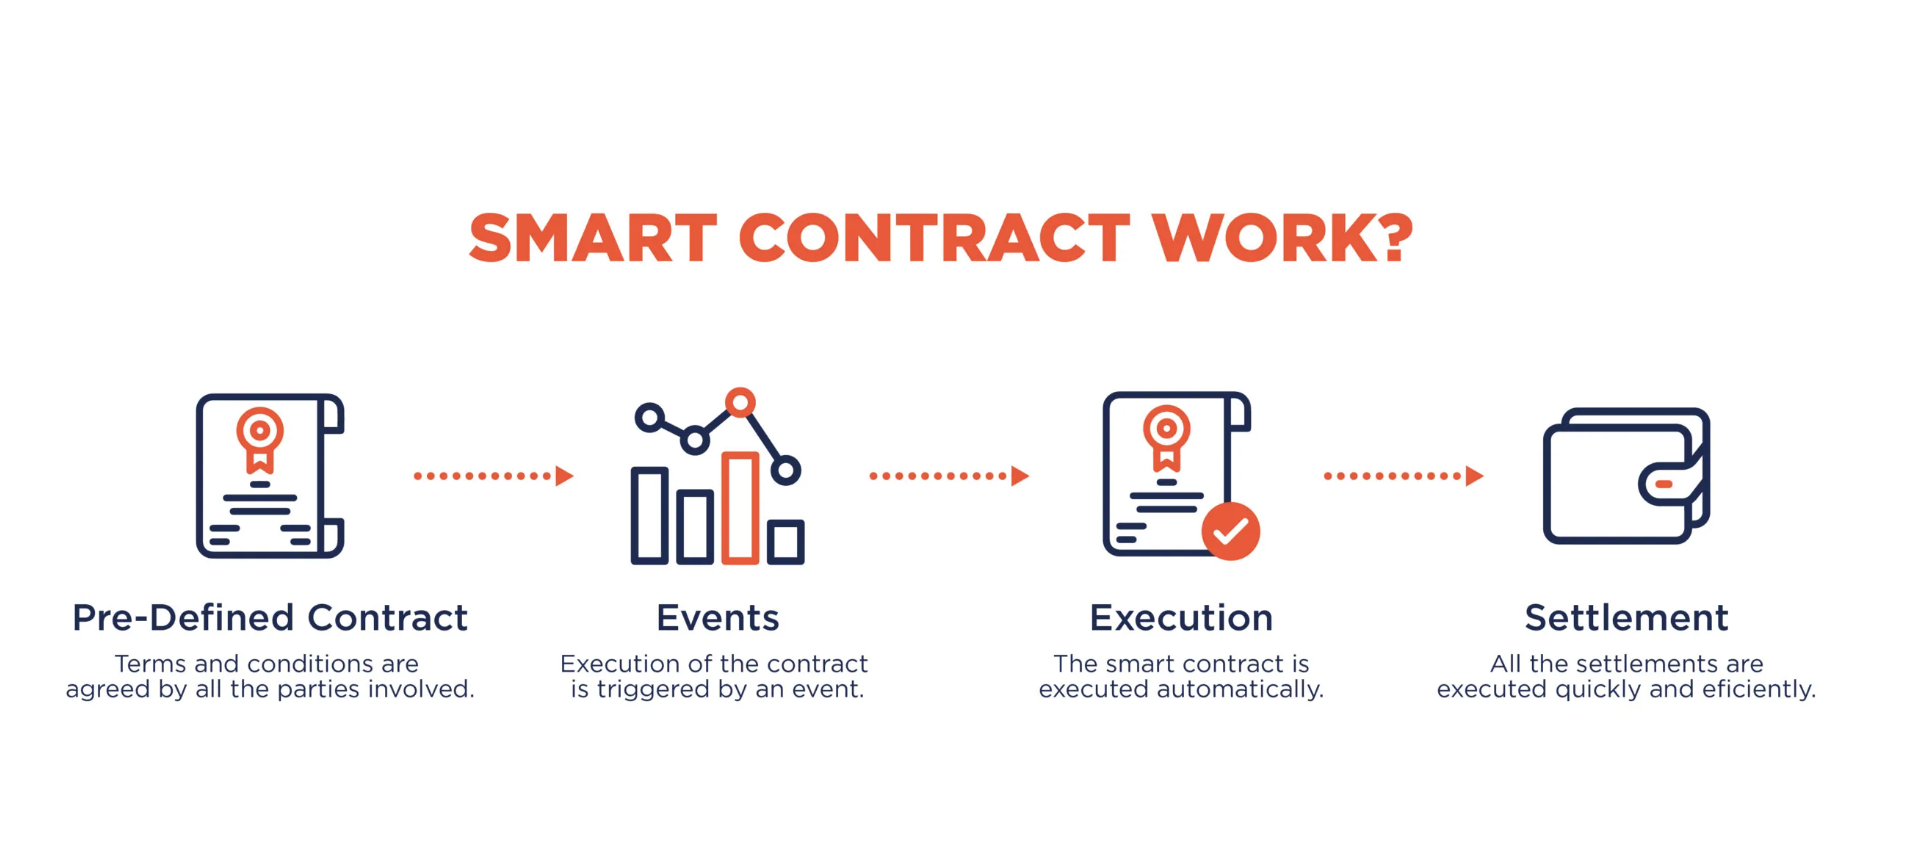 SMART CONTRACT WORK?
Pre-Defined Contract
Terms and conditions are
agreed by all the parties involved.
Events
Execution of the contract
is triggered by an event.
Execution
The smart contract is
executed automatically.
Settlement
All the settlements are
executed quickly and eficiently.